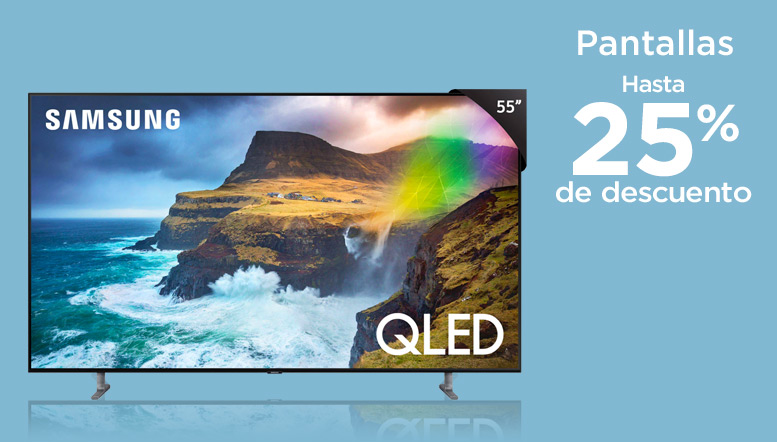 SAMSUNG
55”
QLED
Pantallas
Hasta
25%
de descuento